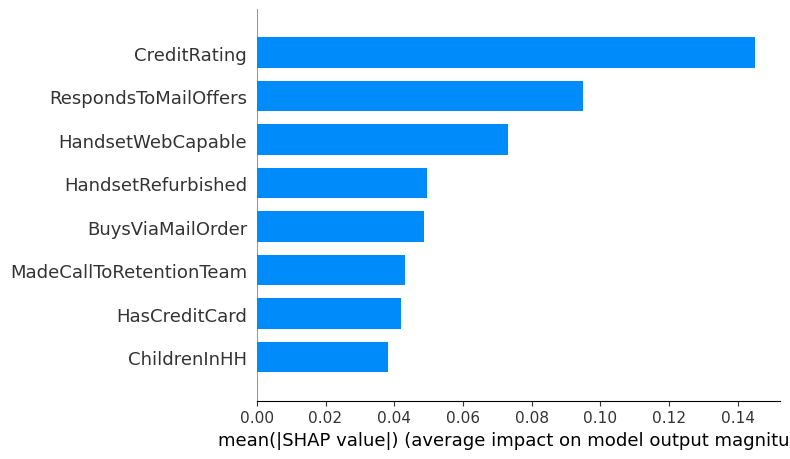 CreditRating
RespondsToMailOffers
HandsetWebCapable
HandsetRefurbished
BuysViaMailOrder
MadeCallToRetentionTeam
HasCreditCard
ChildrenInHH
0.00 0.02 0.04 0.06 0.08 0.10 0.12 0.14
mean(|SHAP value|) (average impact on model output magnitu